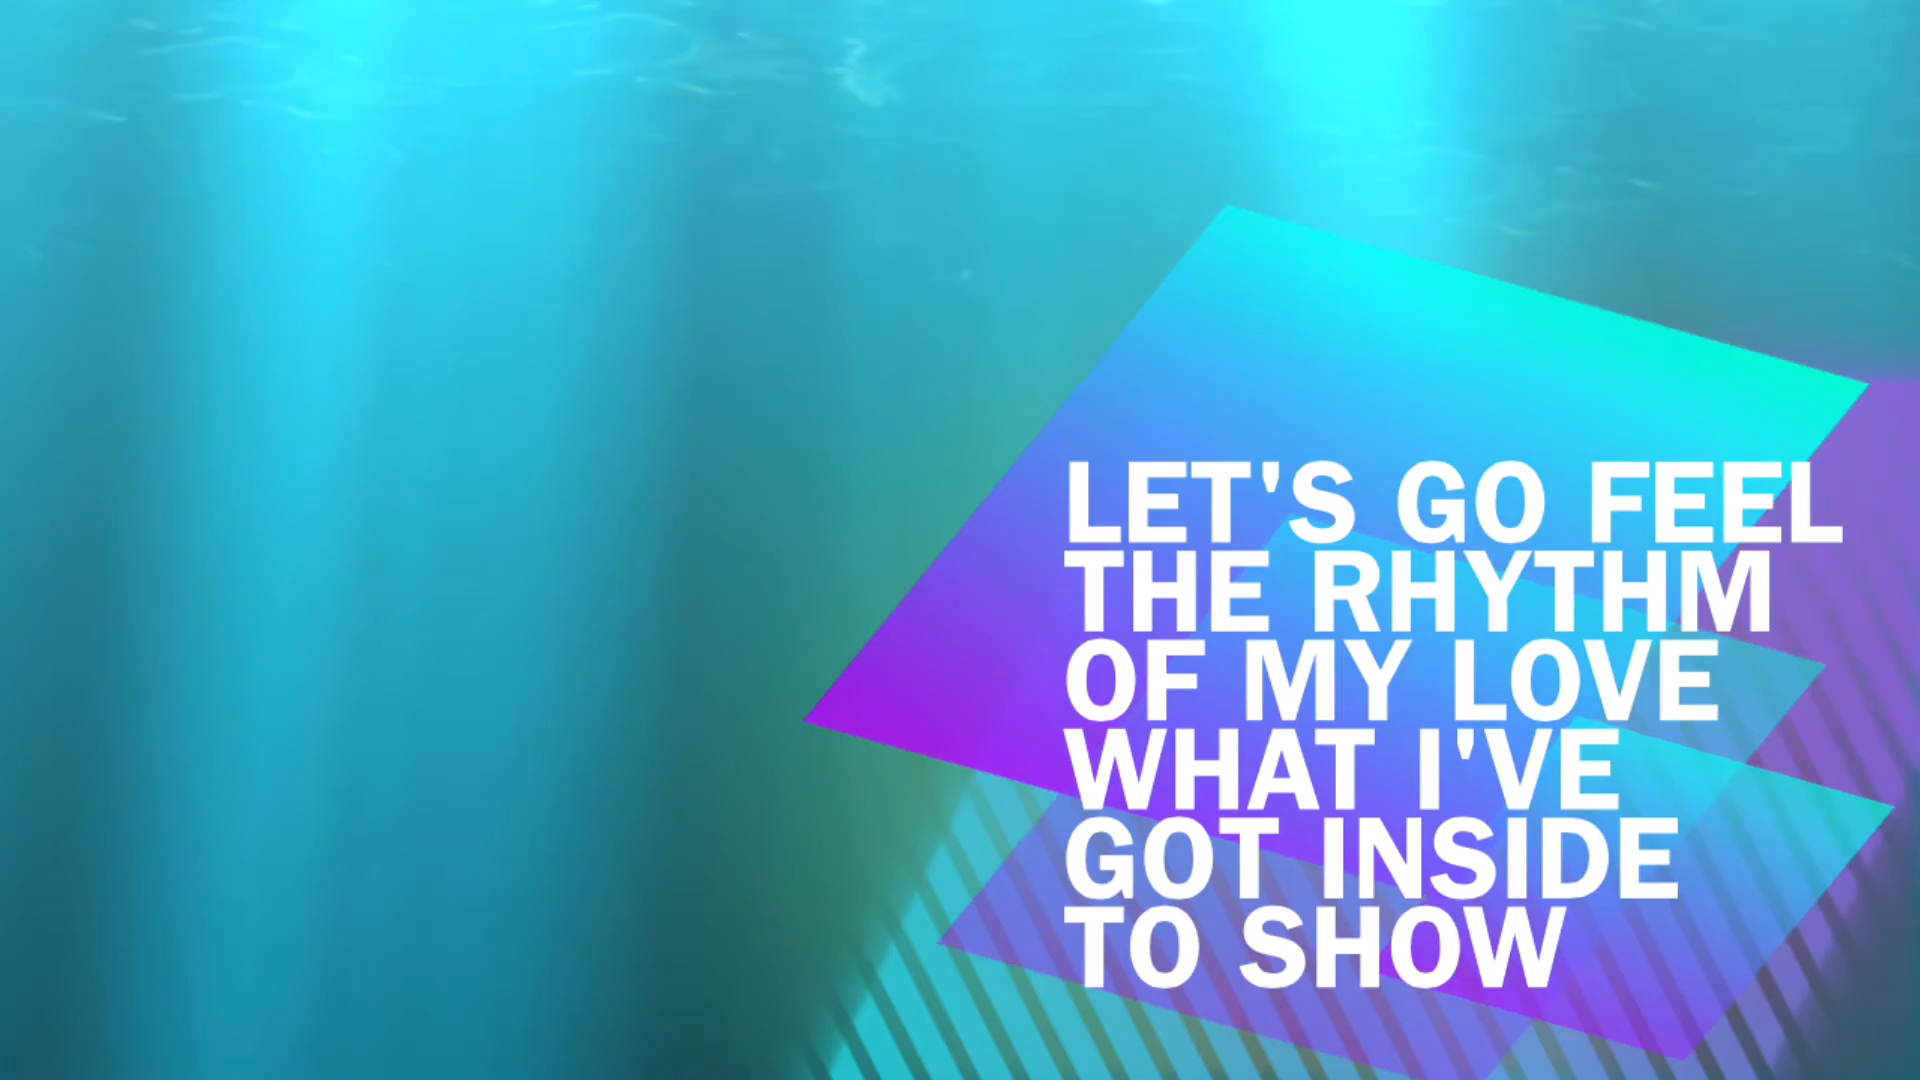 LET'S GO FEEL
THE RHYTHM
OF MY LOVE
WHAT I'VE
GOT INSIDE
TO SHOW